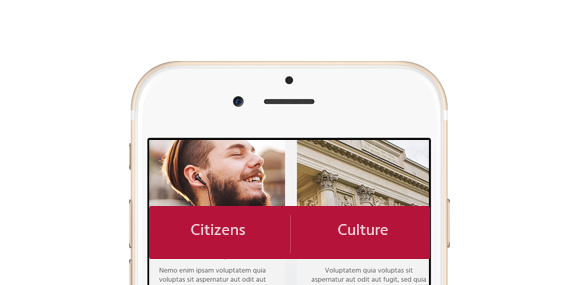 Citizens
Culture
Nemo enim ipsam voluptatem quia
voluptas sit aspernatur aut odit aut
Voluptatem quia voluptas sit
aspernatur aut odit aut fugit, sed quia